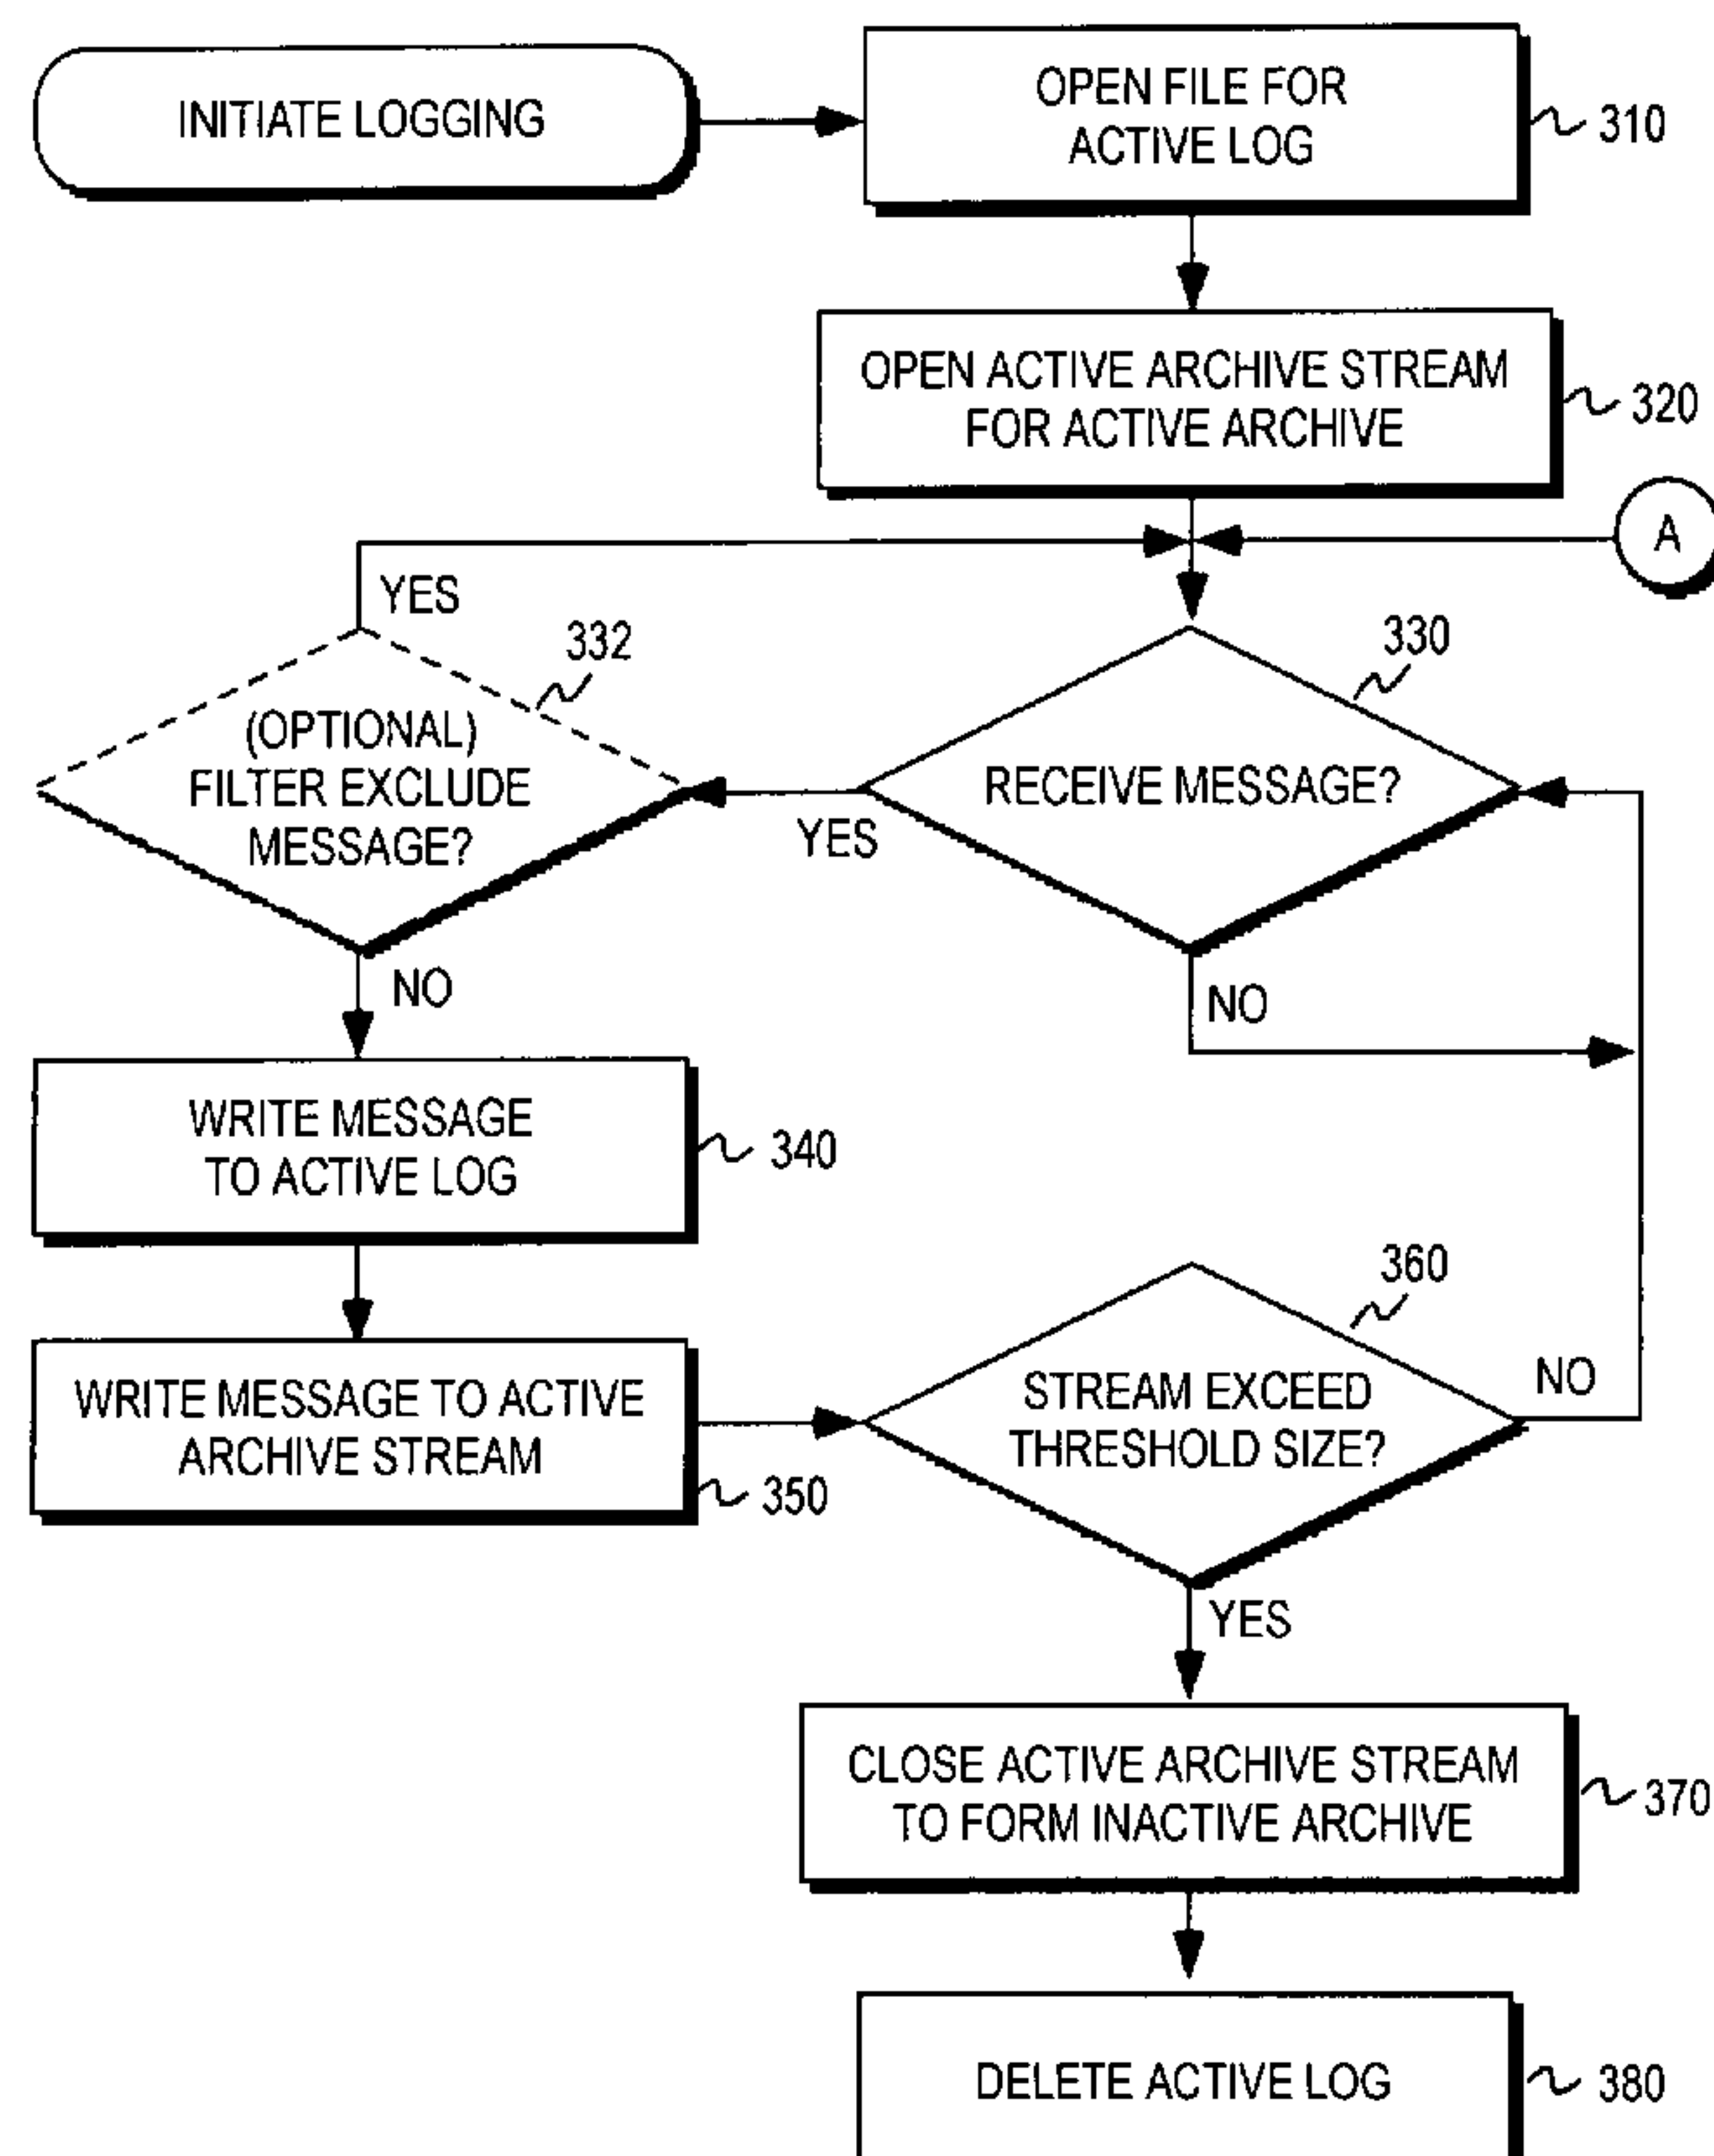 INITIATE LOGGING
OPEN FILE FOR
ACTIVE LOG
310
OPEN ACTIVE ARCHIVE STREAM
FOR ACTIVE ARCHIVE
320
A
YES
332
330
(OPTIONAL)
FILTER EXCLUDE
MESSAGE?
RECEIVE MESSAGE?
YES
NO
NO
WRITE MESSAGE
TO ACTIVE LOG
340
360
WRITE MESSAGE TO ACTIVE
ARCHIVE STREAM
350
STREAM EXCEED
THRESHOLD SIZE?
NO
YES
CLOSE ACTIVE ARCHIVE STREAM
TO FORM INACTIVE ARCHIVE
370
DELETE ACTIVE LOG
380